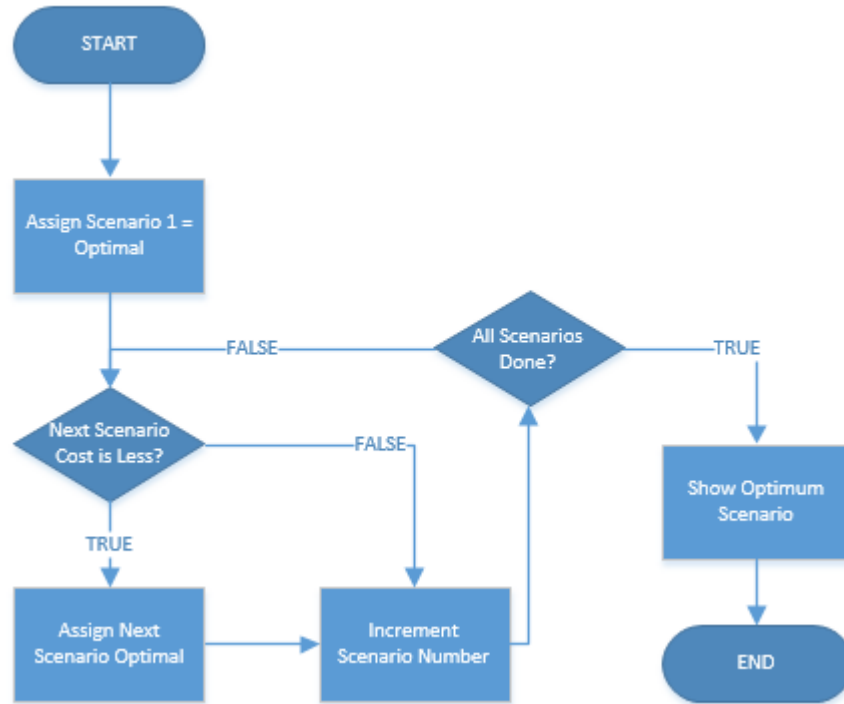 START
Assign Scenario 1 =
Optimal
All Scenarios
Done?
FALSE
TRUE
Next Scenario
Cost is Less?
FALSE
TRUE
Show Optimum
Scenario
Assign Next
Scenario Optimal
Increment
Scenario Number
END